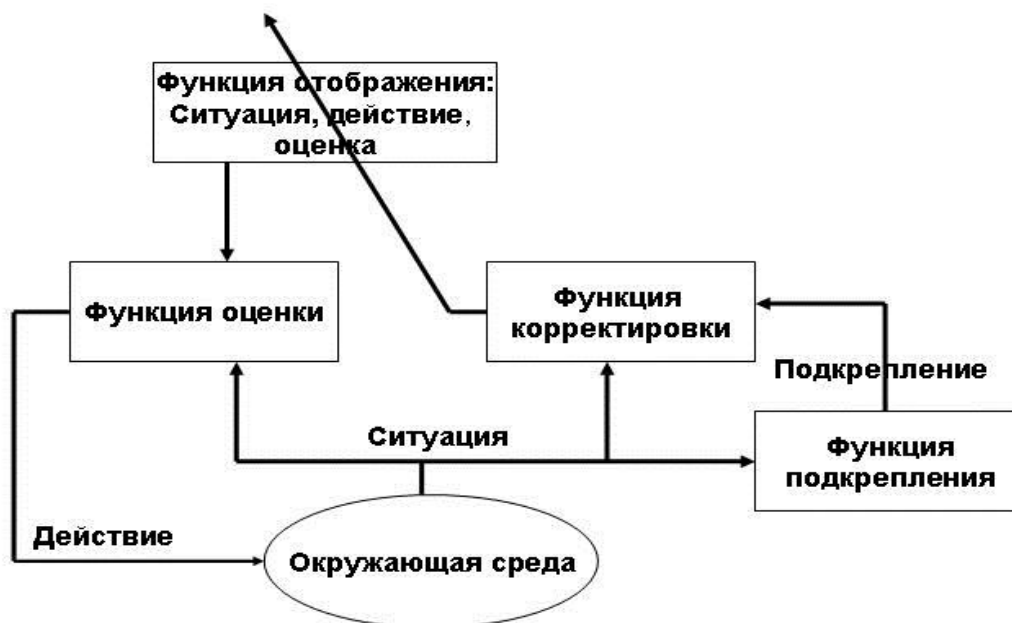 Функция отображения:
Ситуация, действие,
оценка
Функция оценки
Функция
корректировки
Подкрепление
Ситуация
Функция
подкрепления
Действие
Окружающая среда